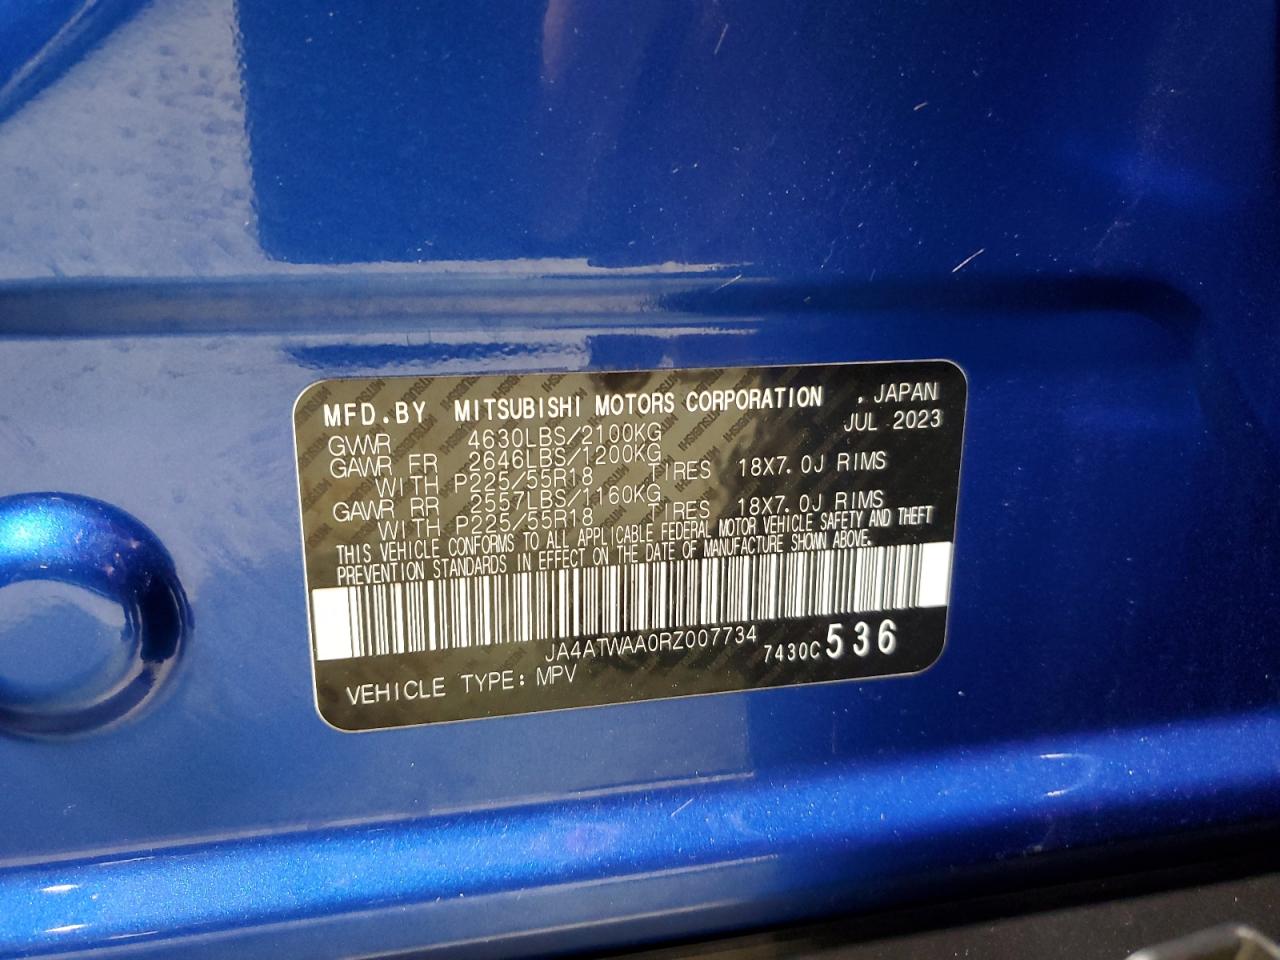 MFD.BY MITSUBISHI MOTORS CORPORATION . JAPAN
JUL 2023
GVWR 4630LBS/2100KG
GAWR FR 2646LBS/1200KG
WITH P225/55R18 TIRES 18X7.0J RIMS
GAWR RR 2557LBS/1160KG
WITH P225/55R18 TIRES 18X7.0J RIMS
THIS VEHICLE CONFORMS TO ALL APPLICABLE FEDERAL MOTOR VEHICLE SAFETY AND THEFT
PREVENTION STANDARDS IN EFFECT ON THE DATE OF MANUFACTURE SHOWN ABOVE.
JA4ATWAA0RZ007734 7430C 536
VEHICLE TYPE: MPV